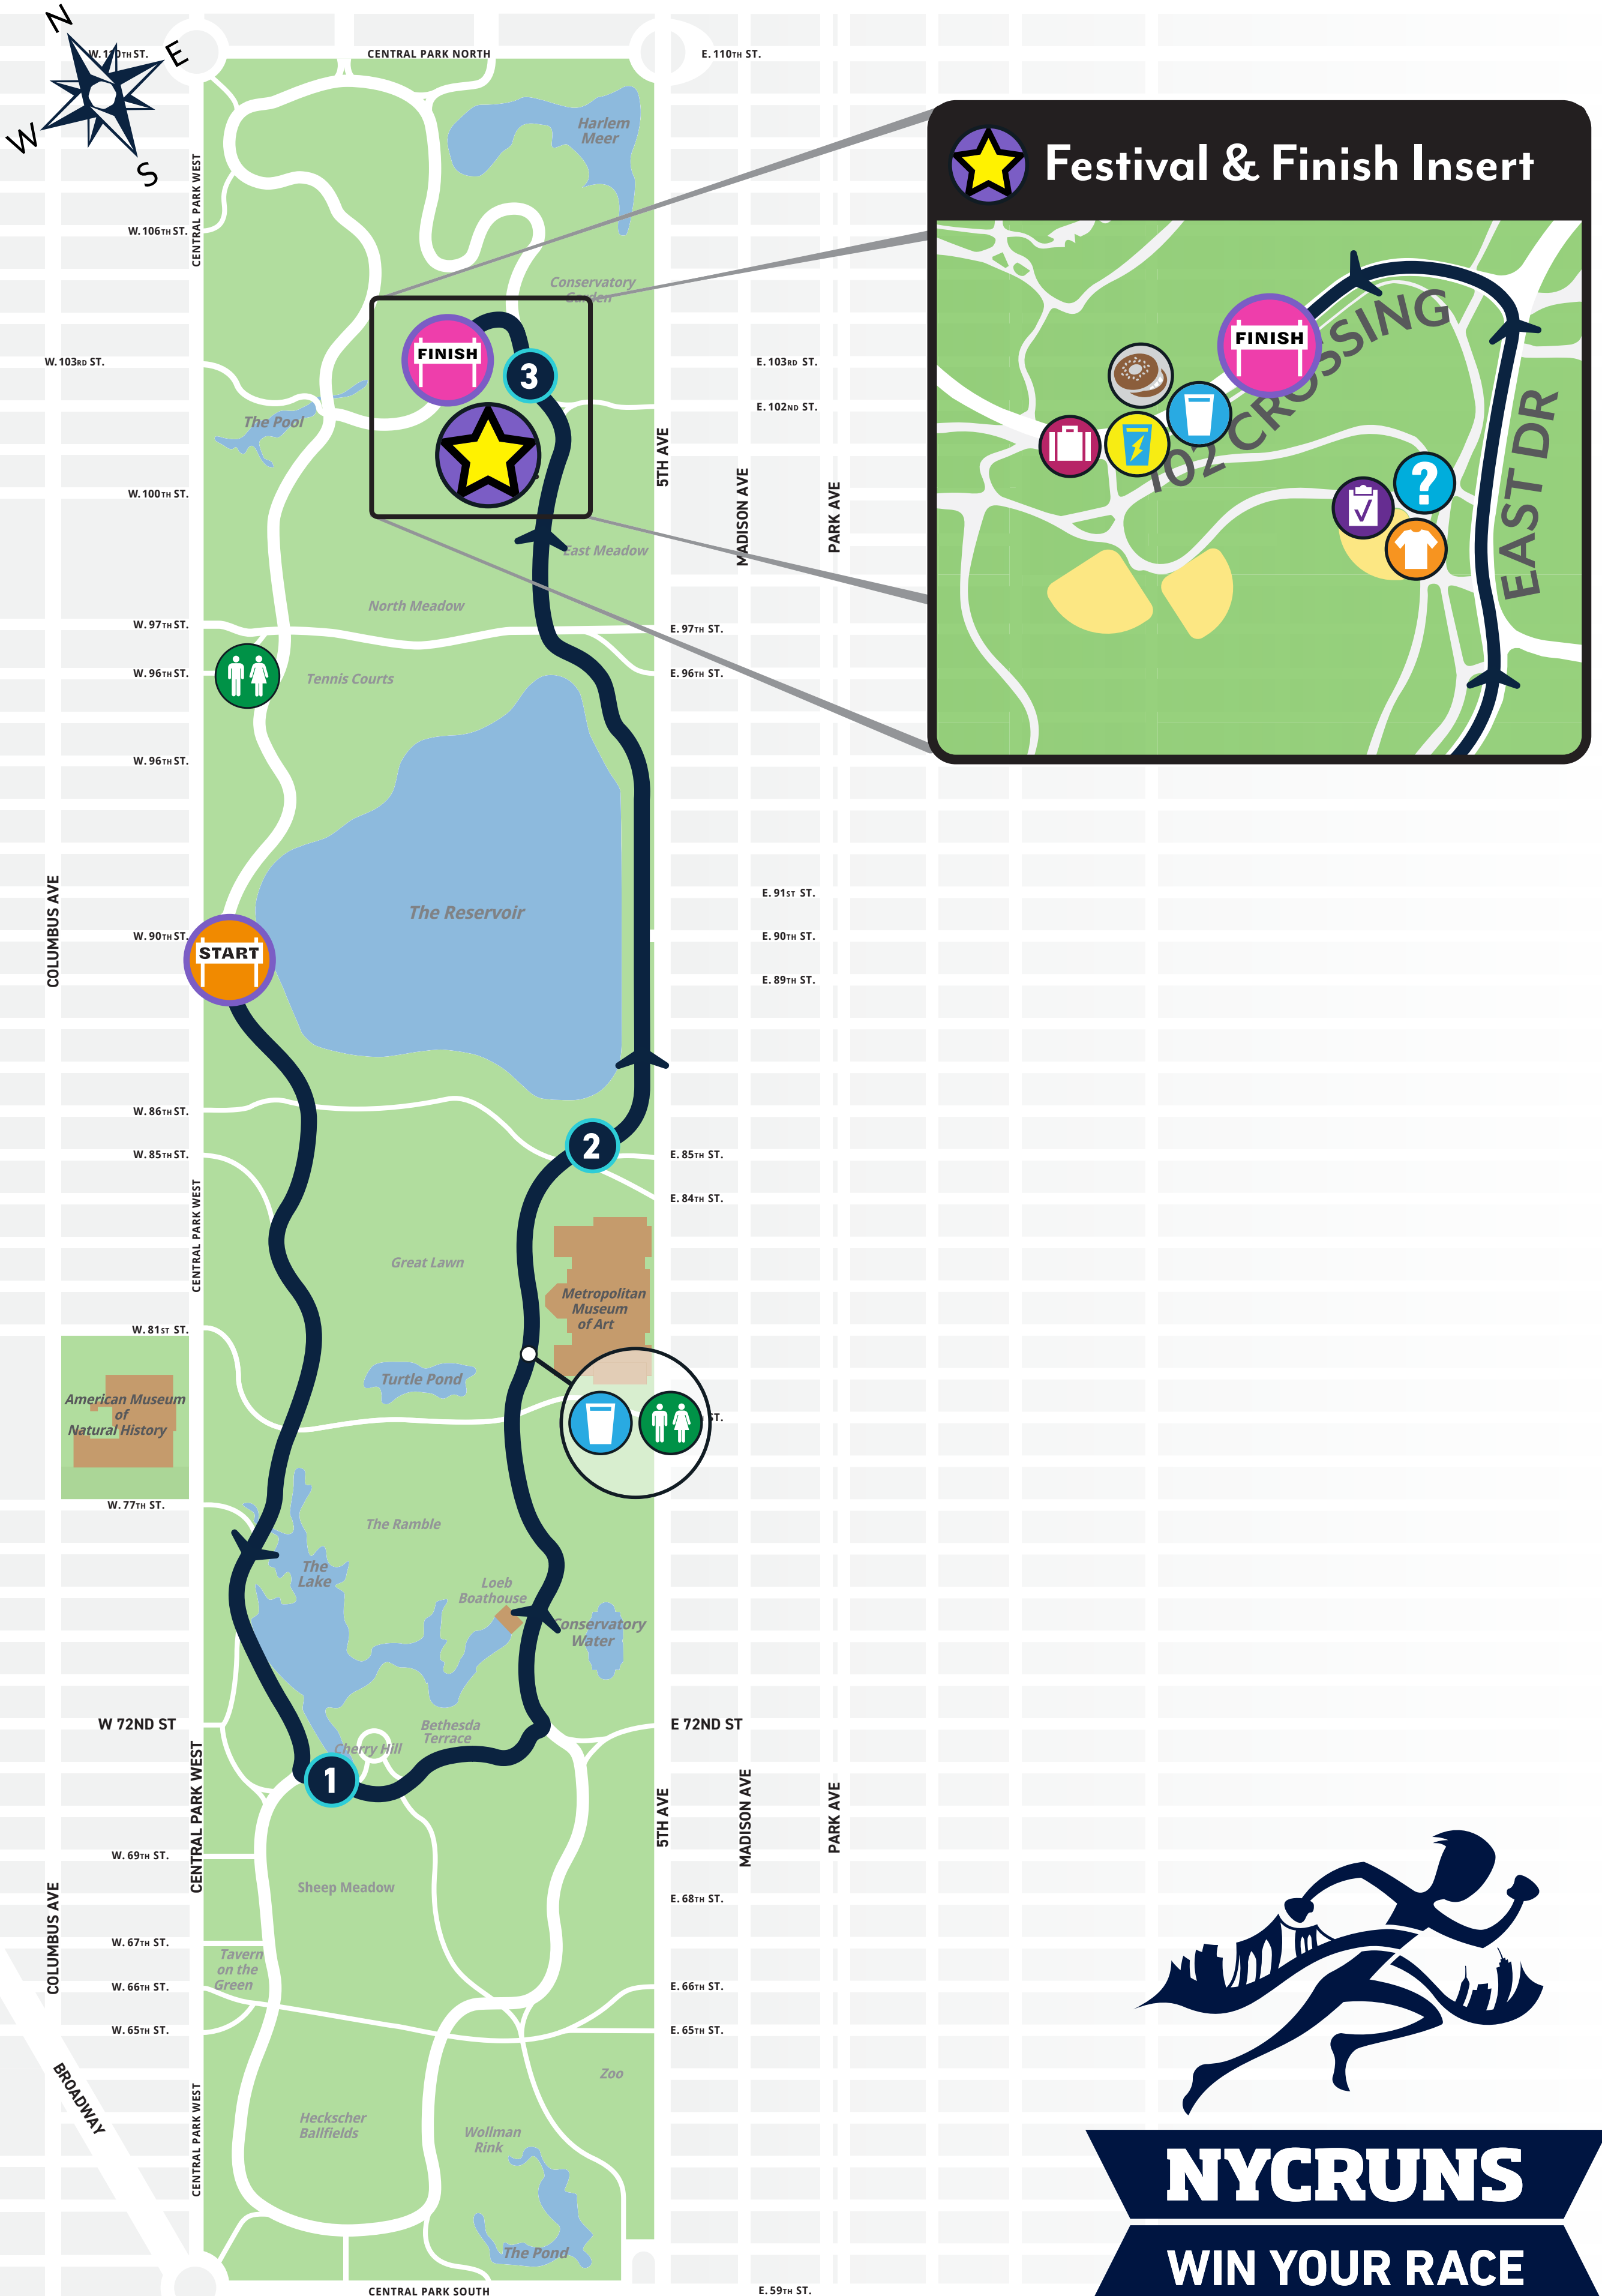 N
E
W
S
W. 110TH ST.
CENTRAL PARK NORTH
E. 110TH ST.
Harlem
Meer
CENTRAL PARK WEST
W. 106TH ST.
Conservatory
Garden
Festival & Finish Insert
FINISH
102 CROSSING
EAST DR
?
FINISH
3
W. 103RD ST.
E. 103RD ST.
E. 102ND ST.
The Pool
5TH AVE
MADISON AVE
PARK AVE
W. 100TH ST.
East Meadow
North Meadow
W. 97TH ST.
E. 97TH ST.
W. 96TH ST.
Tennis Courts
E. 96TH ST.
W. 96TH ST.
COLUMBUS AVE
E. 91ST ST.
The Reservoir
W. 90TH ST.
E. 90TH ST.
START
E. 89TH ST.
W. 86TH ST.
2
W. 85TH ST.
E. 85TH ST.
E. 84TH ST.
CENTRAL PARK WEST
Great Lawn
Metropolitan
Museum
of Art
W. 81ST ST.
Turtle Pond
American Museum
of
Natural History
ST.
W. 77TH ST.
The Ramble
The
Lake
Loeb
Boathouse
Conservatory
Water
W 72ND ST
E 72ND ST
Bethesda
Terrace
Cherry Hill
1
CENTRAL PARK WEST
5TH AVE
MADISON AVE
PARK AVE
W. 69TH ST.
Sheep Meadow
E. 68TH ST.
COLUMBUS AVE
W. 67TH ST.
Tavern
on the
Green
W. 66TH ST.
E. 66TH ST.
W. 65TH ST.
E. 65TH ST.
BROADWAY
Zoo
CENTRAL PARK WEST
Heckscher
Ballfields
Wollman
Rink
The Pond
CENTRAL PARK SOUTH
E. 59TH ST.
NYCRUNS
WIN YOUR RACE